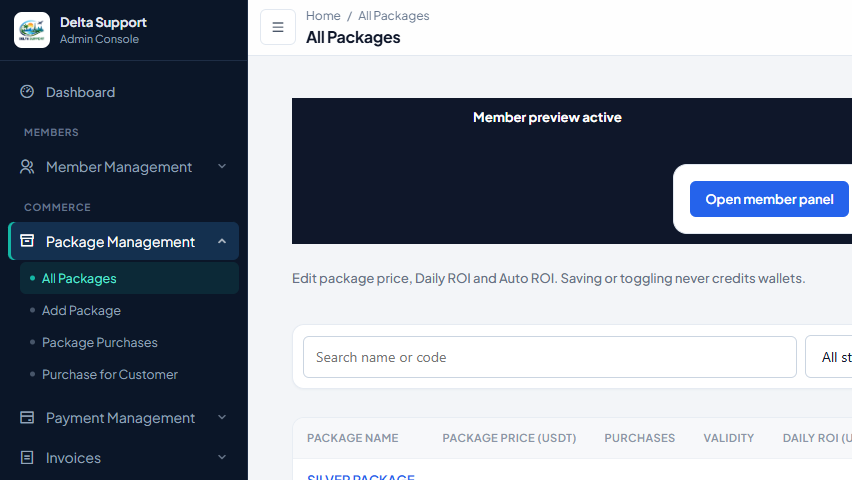 Delta Support
Admin Console
Dashboard
MEMBERS
Member Management
COMMERCE
Package Management
All Packages
Add Package
Package Purchases
Purchase for Customer
Payment Management
Invoices
Home / All Packages
All Packages
Member preview active
Open member panel
Edit package price, Daily ROI and Auto ROI. Saving or toggling never credits wallets.
Search name or code
All st
PACKAGE NAME PACKAGE PRICE (USDT) PURCHASES VALIDITY DAILY ROI (U
SILVER PACKAGE